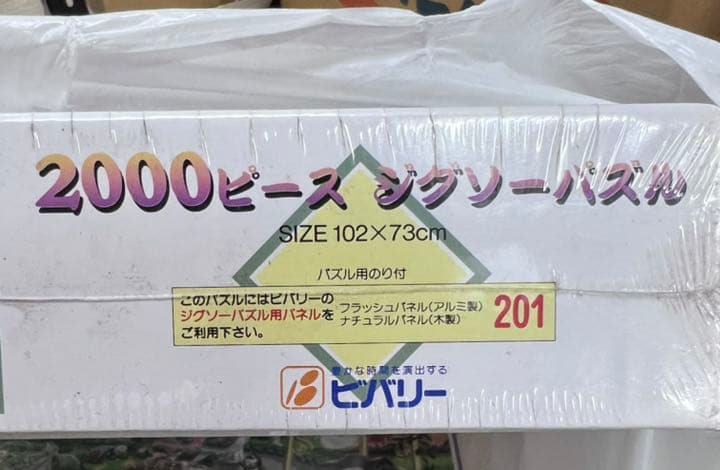 2000ピース ジグソーパズル
SIZE 102×73cm
パズル用のり付
このパズルにはビバリーの
ジグソーパズル用パネルを
ご利用下さい。
フラッシュパネル(アルミ製)
ナチュラルパネル(木製)
201
豊かな時間を演出する
ビバリー